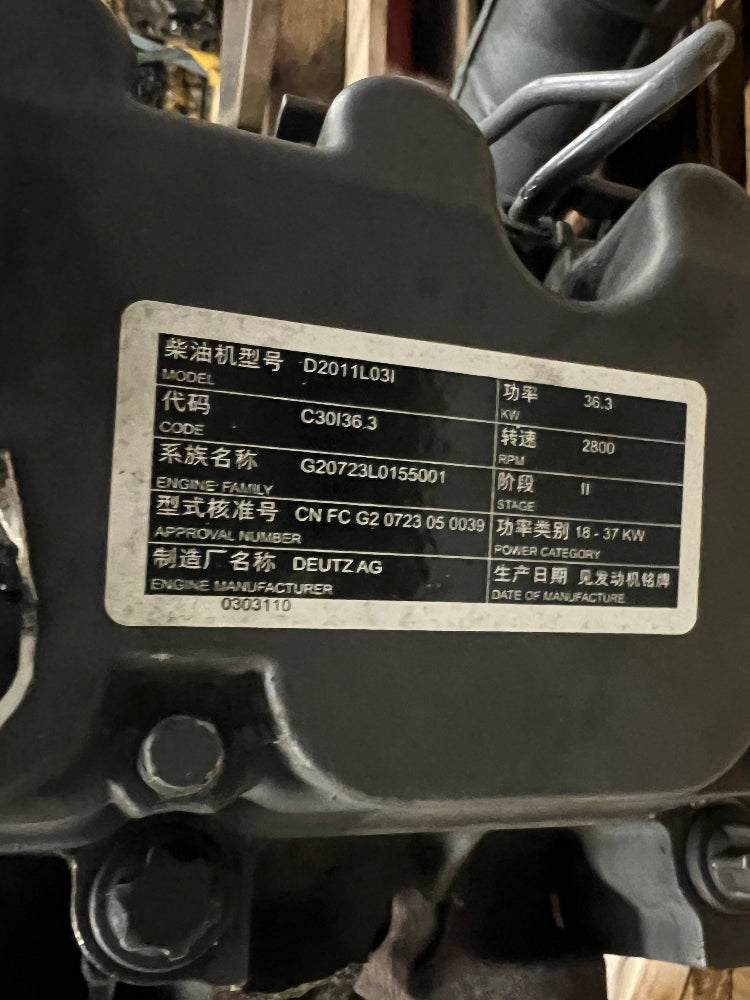 柴油机型号 D2011L03I
MODEL
代码 C30I36.3
CODE
系族名称 G20723L0155001
ENGINE FAMILY
型式核准号 CN FC G2 0723 05 0039
APPROVAL NUMBER
制造厂名称 DEUTZ AG
ENGINE MANUFACTURER
0303110
功率 36.3
KW
转速 2800
RPM
阶段 II
STAGE
功率类别 18 - 37 KW
POWER CATEGORY
生产日期 见发动机铭牌
DATE OF MANUFACTURE